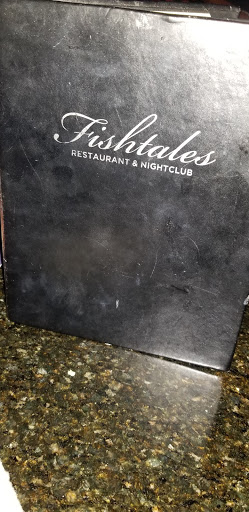 Fishtales
RESTAURANT & NIGHTCLUB